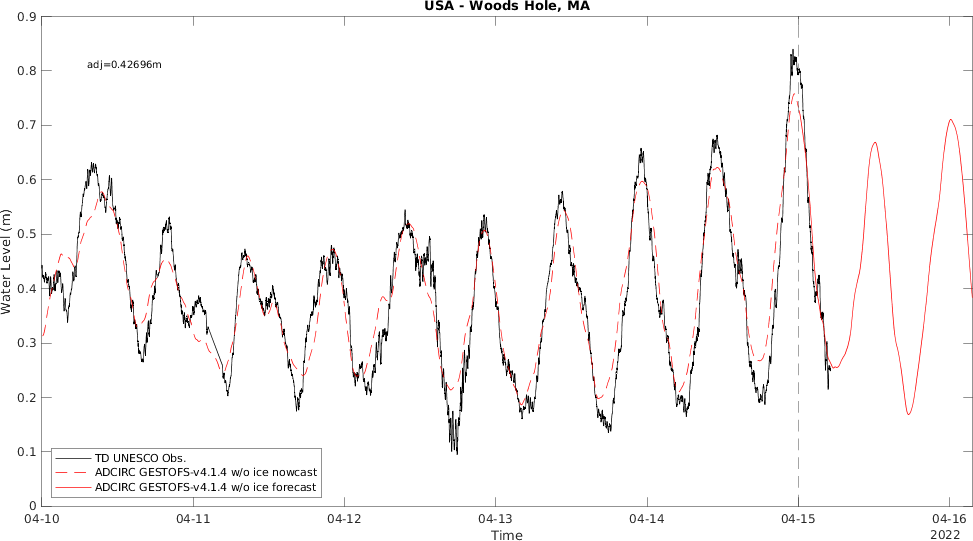 USA - Woods Hole, MA
0.9
0.8
0.7
0.6
0.5
0.4
0.3
0.2
0.1
0
Water Level (m)
adj=0.42696m
TD UNESCO Obs.
ADCIRC GESTOFS-v4.1.4 w/o ice nowcast
ADCIRC GESTOFS-v4.1.4 w/o ice forecast
04-10 04-11 04-12 04-13 04-14 04-15 04-16
Time
2022